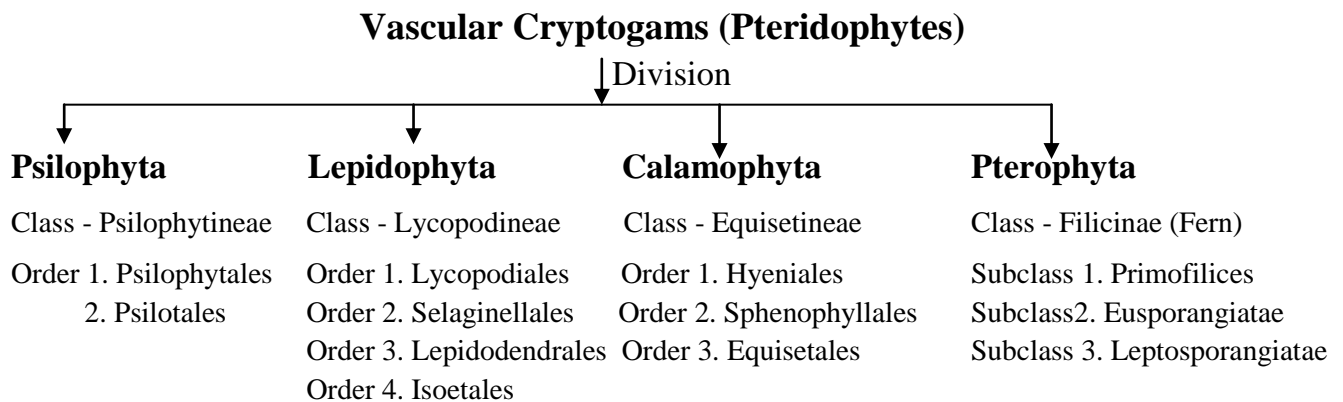 Vascular Cryptogams (Pteridophytes)
Division
Psilophyta Lepidophyta Calamophyta Pterophyta
Class - Psilophytineae Class - Lycopodineae Class - Equisetineae Class - Filicinae (Fern)
Order 1. Psilophytales Order 1. Lycopodiales Order 1. Hyeniales Subclass 1. Primofilices
2. Psilotales Order 2. Selaginellales Order 2. Sphenophyllales Subclass2. Eusporangiatae
Order 3. Lepidodendrales Order 3. Equisetales Subclass 3. Leptosporangiatae
Order 4. Isoetales